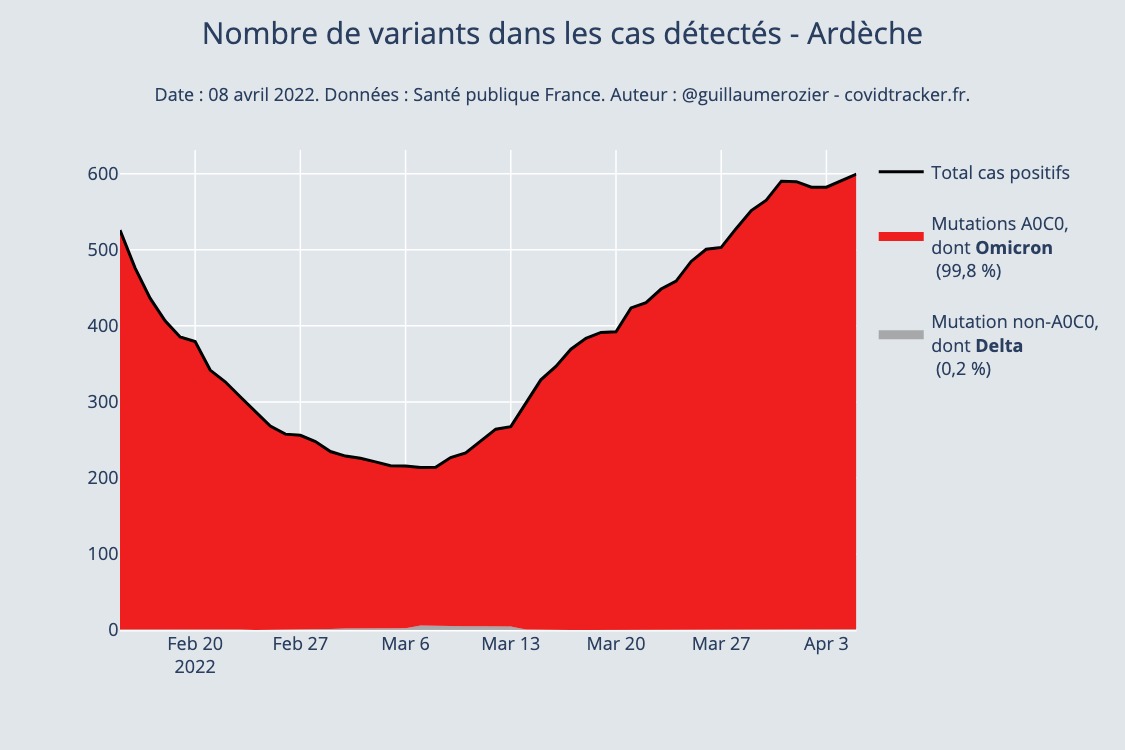 Nombre de variants dans les cas détectés - Ardèche
Date : 08 avril 2022. Données : Santé publique France. Auteur : @guillaumerozier - covidtracker.fr.
600
500
400
300
200
100
0
Feb 20
2022
Feb 27
Mar 6
Mar 13
Mar 20
Mar 27
Apr 3
Total cas positifs
Mutations A0C0,
dont Omicron
(99,8 %)
Mutation non-A0C0,
dont Delta
(0,2 %)